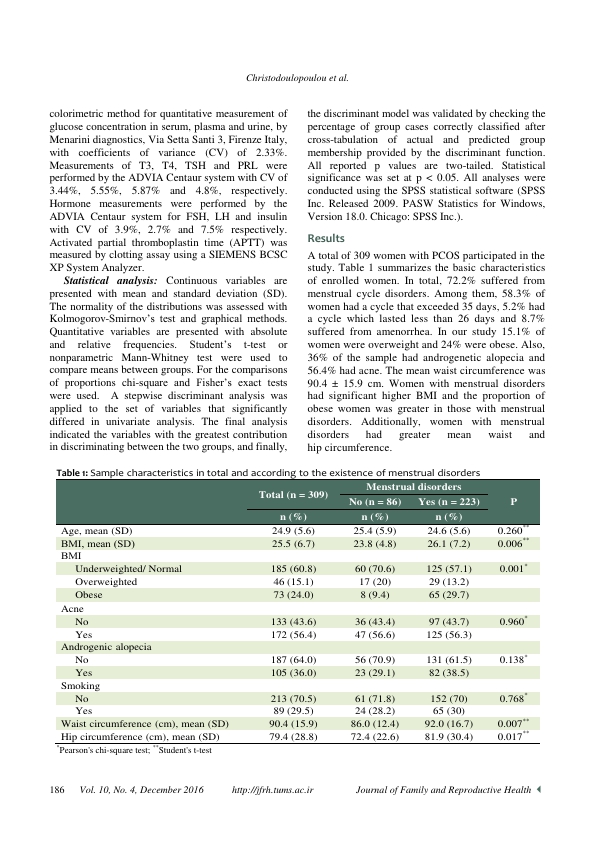 Christodoulopoulou et al.
colorimetric method for quantitative measurement of
glucose concentration in serum, plasma and urine, by
Menarini diagnostics, Via Setta Santi 3, Firenze Italy,
with coefficients of variance (CV) of 2.33%.
Measurements of T3, T4, TSH and PRL were
performed by the ADVIA Centaur system with CV of
3.44%, 5.55%, 5.87% and 4.8%, respectively.
Hormone measurements were performed by the
ADVIA Centaur system for FSH, LH and insulin
with CV of 3.9%, 2.7% and 7.5% respectively.
Activated partial thromboplastin time (APTT) was
measured by clotting assay using a SIEMENS BCSC
XP System Analyzer.
Statistical analysis: Continuous variables are
presented with mean and standard deviation (SD).
The normality of the distributions was assessed with
Kolmogorov-Smirnov's test and graphical methods.
Quantitative variables are presented with absolute
and relative frequencies. Student's t-test or
nonparametric Mann-Whitney test were used to
compare means between groups. For the comparisons
of proportions chi-square and Fisher's exact tests
were used. A stepwise discriminant analysis was
applied to the set of variables that significantly
differed in univariate analysis. The final analysis
indicated the variables with the greatest contribution
in discriminating between the two groups, and finally,
the discriminant model was validated by checking the
percentage of group cases correctly classified after
cross-tabulation of actual and predicted group
membership provided by the discriminant function.
All reported p values are two-tailed. Statistical
significance was set at p < 0.05. All analyses were
conducted using the SPSS statistical software (SPSS
Inc. Released 2009. PASW Statistics for Windows,
Version 18.0. Chicago: SPSS Inc.).
Results
A total of 309 women with PCOS participated in the
study. Table 1 summarizes the basic characteristics
of enrolled women. In total, 72.2% suffered from
menstrual cycle disorders. Among them, 58.3% of
women had a cycle that exceeded 35 days, 5.2% had
a cycle which lasted less than 26 days and 8.7%
suffered from amenorrhea. In our study 15.1% of
women were overweight and 24% were obese. Also,
36% of the sample had androgenetic alopecia and
56.4% had acne. The mean waist circumference was
90.4 ± 15.9 cm. Women with menstrual disorders
had significant higher BMI and the proportion of
obese women was greater in those with menstrual
disorders. Additionally, women with menstrual
disorders had greater mean waist and
hip circumference.
Table 1: Sample characteristics in total and according to the existence of menstrual disorders
Total (n = 309) Menstrual disorders P
No (n = 86) Yes (n = 223)
n (%) n (%) n (%)
Age, mean (SD) 24.9 (5.6) 25.4 (5.9) 24.6 (5.6) 0.260**
BMI, mean (SD) 25.5 (6.7) 23.8 (4.8) 26.1 (7.2) 0.006**
BMI
Underweighted/ Normal 185 (60.8) 60 (70.6) 125 (57.1) 0.001*
Overweighted 46 (15.1) 17 (20) 29 (13.2)
Obese 73 (24.0) 8 (9.4) 65 (29.7)
Acne
No 133 (43.6) 36 (43.4) 97 (43.7) 0.960*
Yes 172 (56.4) 47 (56.6) 125 (56.3)
Androgenic alopecia
No 187 (64.0) 56 (70.9) 131 (61.5) 0.138*
Yes 105 (36.0) 23 (29.1) 82 (38.5)
Smoking
No 213 (70.5) 61 (71.8) 152 (70) 0.768*
Yes 89 (29.5) 24 (28.2) 65 (30)
Waist circumference (cm), mean (SD) 90.4 (15.9) 86.0 (12.4) 92.0 (16.7) 0.007**
Hip circumference (cm), mean (SD) 79.4 (28.8) 72.4 (22.6) 81.9 (30.4) 0.017**
*Pearson's chi-square test; **Student's t-test
186 Vol. 10, No. 4, December 2016 http://jfrh.tums.ac.ir Journal of Family and Reproductive Health